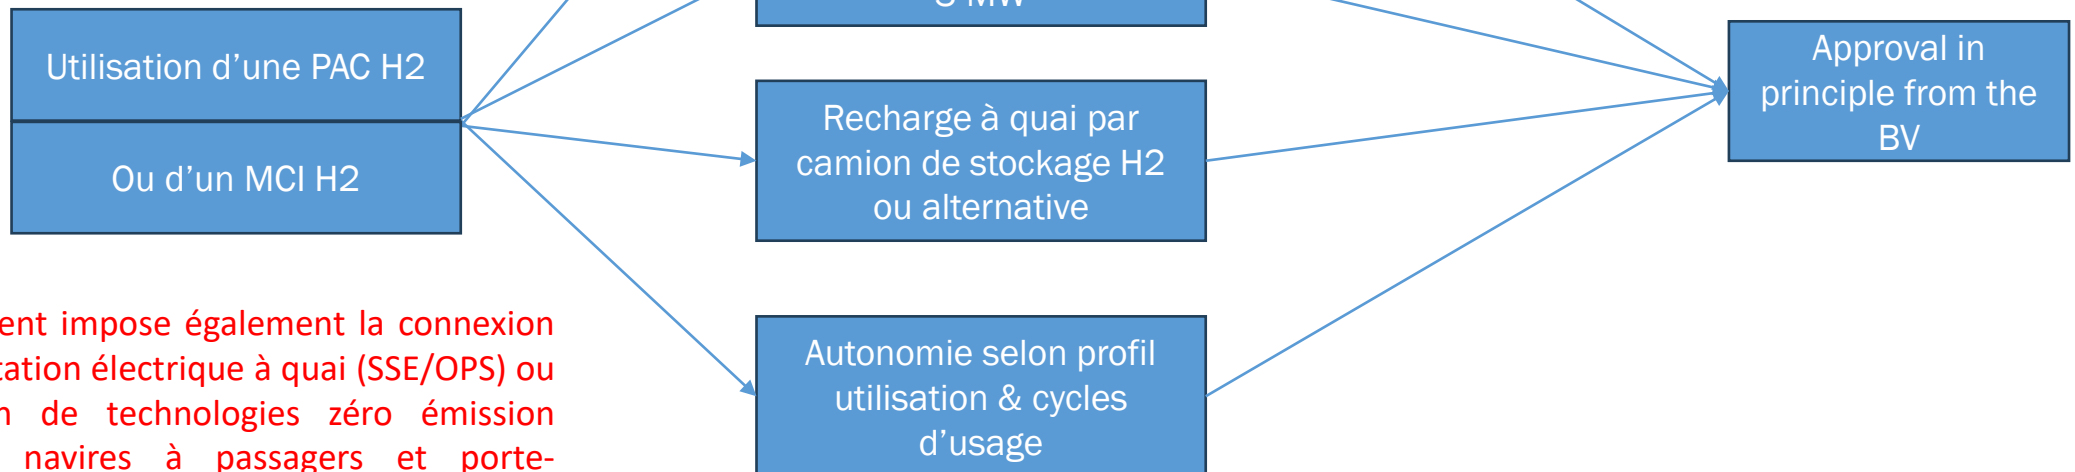 MW
Utilisation d’une PAC H2
Ou d’un MCI H2
Recharge à quai par
camion de stockage H2
ou alternative
Autonomie selon profil
utilisation & cycles
d’usage
Approval in
principle from the
BV
ent impose également la connexion
tation électrique à quai (SSE/OPS) ou
de technologies zéro émission
navires à passagers et porte-